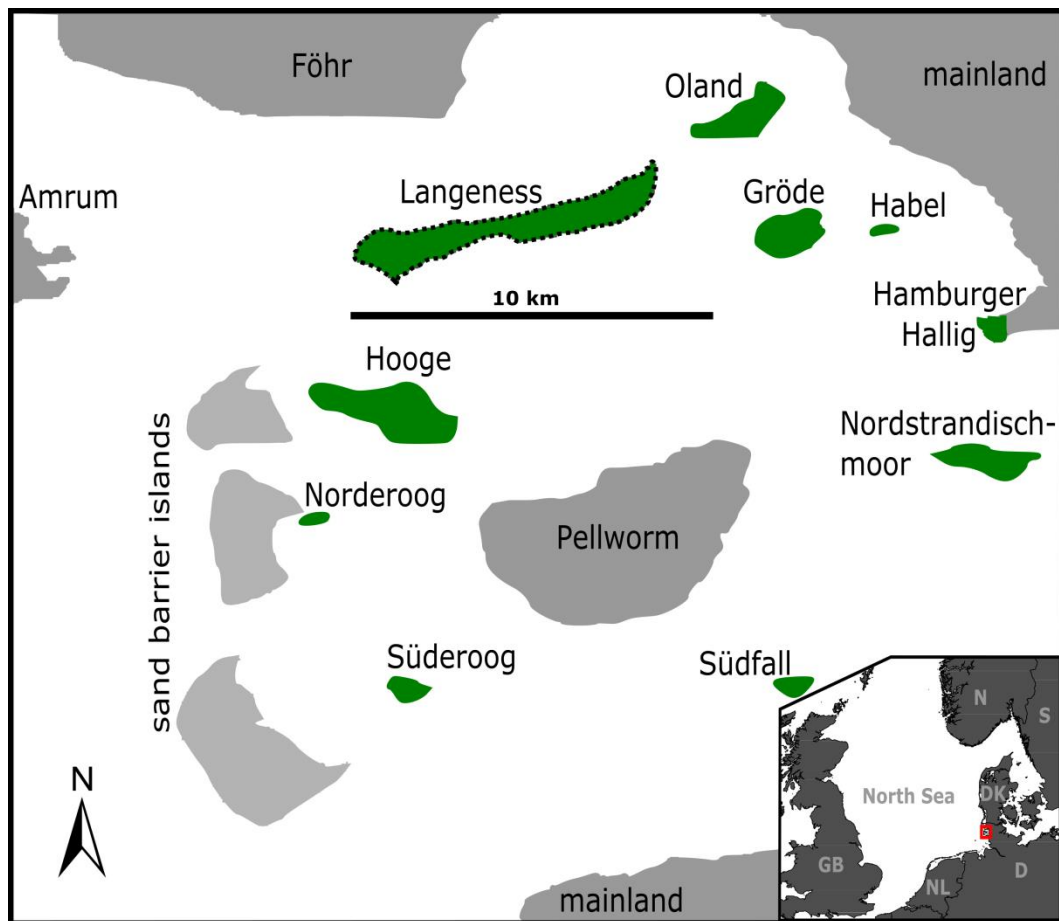 Föhr
mainland
Oland
Amrum
Langeness
Gröde
Habel
10 km
Hamburger
Hallig
Hooge
Nordstrandisch-
moor
sand barrier islands
Norderoog
Pellworm
Süderoog
Südfall
N
mainland
N
S
North Sea
DK
GB
NL
D